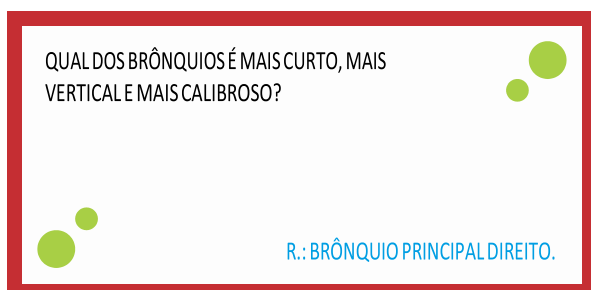 QUAL DOS BRÔNQUIOS É MAIS CURTO, MAIS
VERTICAL E MAIS CALIBROSO?
R.: BRÔNQUIO PRINCIPAL DIREITO.